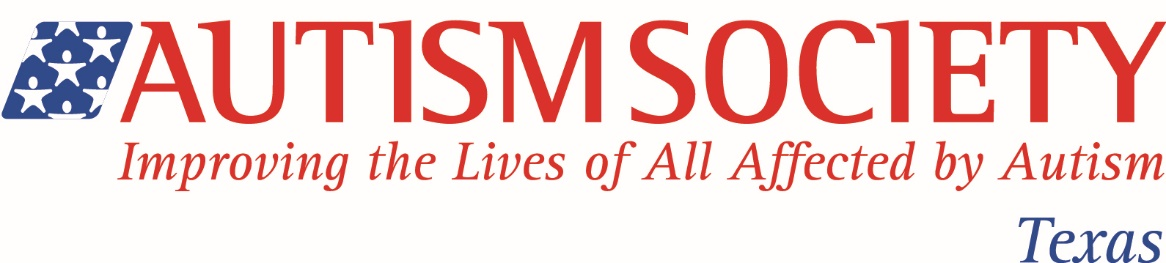 AUTISM SOCIETY
Improving the Lives of All Affected by Autism
Texas